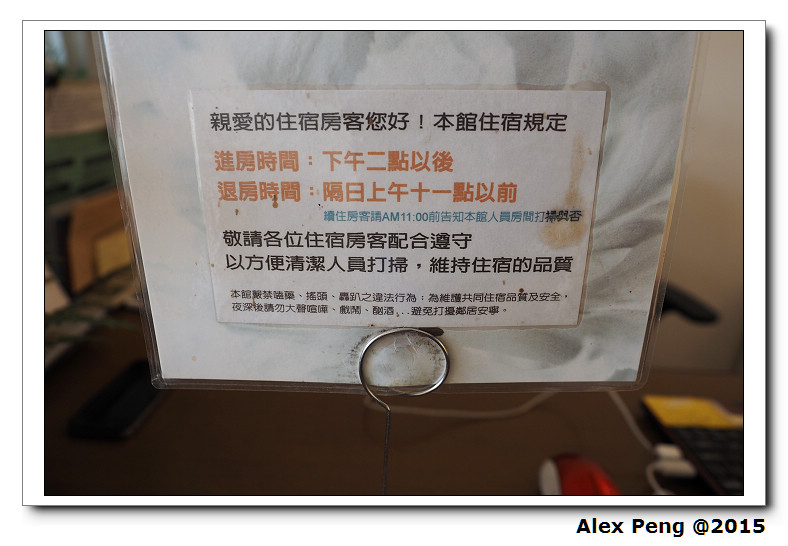 親愛的住宿房客您好！本館住宿規定
進房時間：下午二點以後
退房時間：隔日上午十一點以前
續住房客請AM11:00前告知本館人員房間打掃與否
敬請各位住宿房客配合遵守
以方便清潔人員打掃，維持住宿的品質
本館嚴禁嗑藥、搖頭、轟趴之違法行為；為維護共同住宿品質及安全，
夜深後請勿大聲喧嘩、戲鬧、酗酒…避免打擾鄰居安寧。
Alex Peng @2015